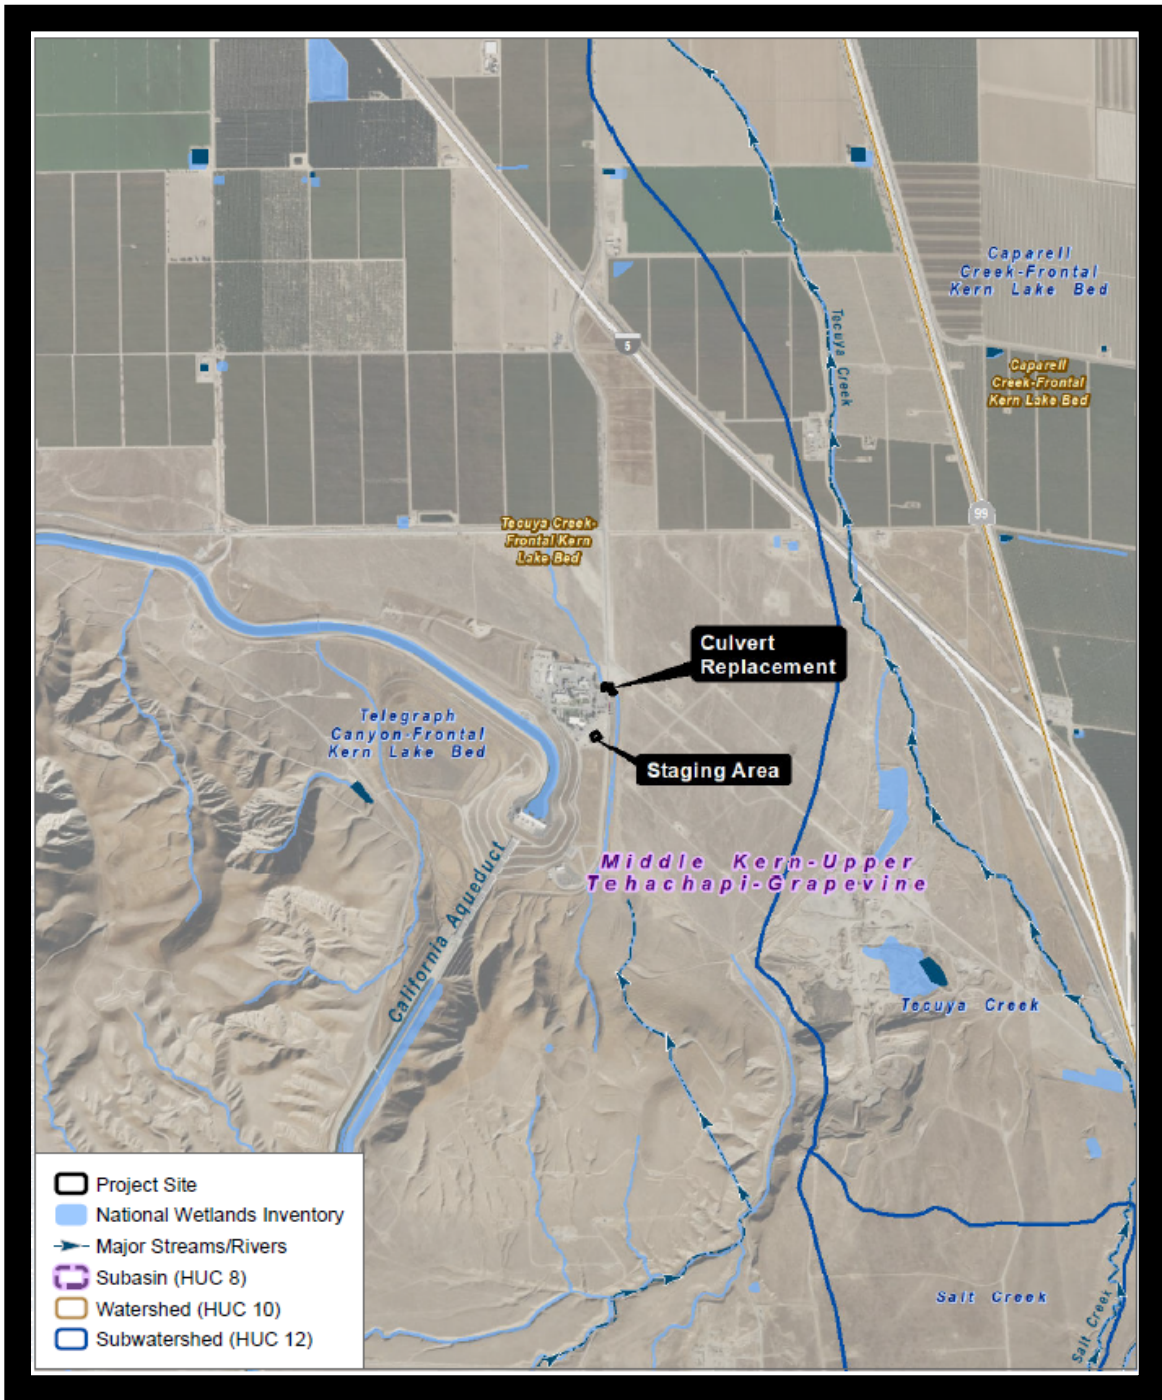 Caparell
Creek-Frontal
Kern Lake Bed
Tecuya Creek
5
Caparell
Creek-Frontal
Kern Lake Bed
99
Tecuya Creek-
Frontal Kern
Lake Bed
Culvert
Replacement
Telegraph
Canyon-Frontal
Kern Lake Bed
Staging Area
Middle Kern-Upper
Tehachapi-Grapevine
California Aqueduct
Tecuya Creek
Salt Creek
Salt Creek
Project Site
National Wetlands Inventory
Major Streams/Rivers
Subasin (HUC 8)
Watershed (HUC 10)
Subwatershed (HUC 12)